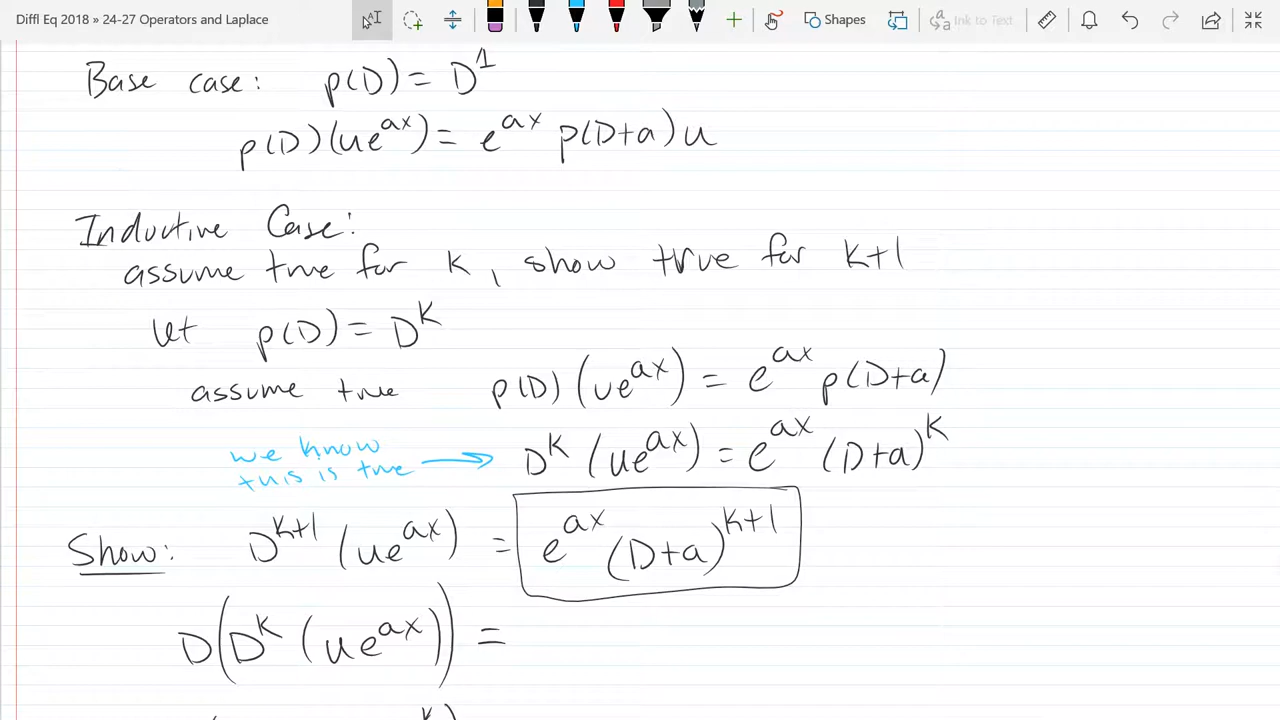 Diffl Eq 2018 » 24-27 Operators and Laplace
Shapes
Ink to Text
Base case: p(D) = D^1
p(D)(ue^{ax}) = e^{ax} p(D+a) u
Inductive Case:
assume true for k, show true for k+1
let p(D) = D^k
assume true p(D)(ue^{ax}) = e^{ax} p(D+a)
we know
this is true → D^k (ue^{ax}) = e^{ax} (D+a)^k
Show: D^{k+1} (ue^{ax}) = e^{ax} (D+a)^{k+1}
D(D^k (ue^{ax})) =